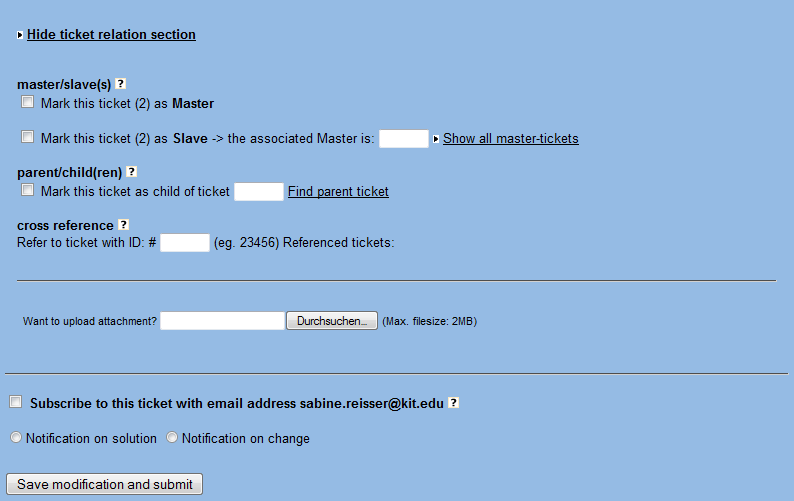 Hide ticket relation section
master/slave(s) ?
Mark this ticket (2) as Master
Mark this ticket (2) as Slave -> the associated Master is: Show all master-tickets
parent/child(ren) ?
Mark this ticket as child of ticket Find parent ticket
cross reference ?
Refer to ticket with ID: # (eg. 23456) Referenced tickets:
Want to upload attachment? Durchsuchen... (Max. filesize: 2MB)
Subscribe to this ticket with email address sabine.reisser@kit.edu ?
Notification on solution Notification on change
Save modification and submit